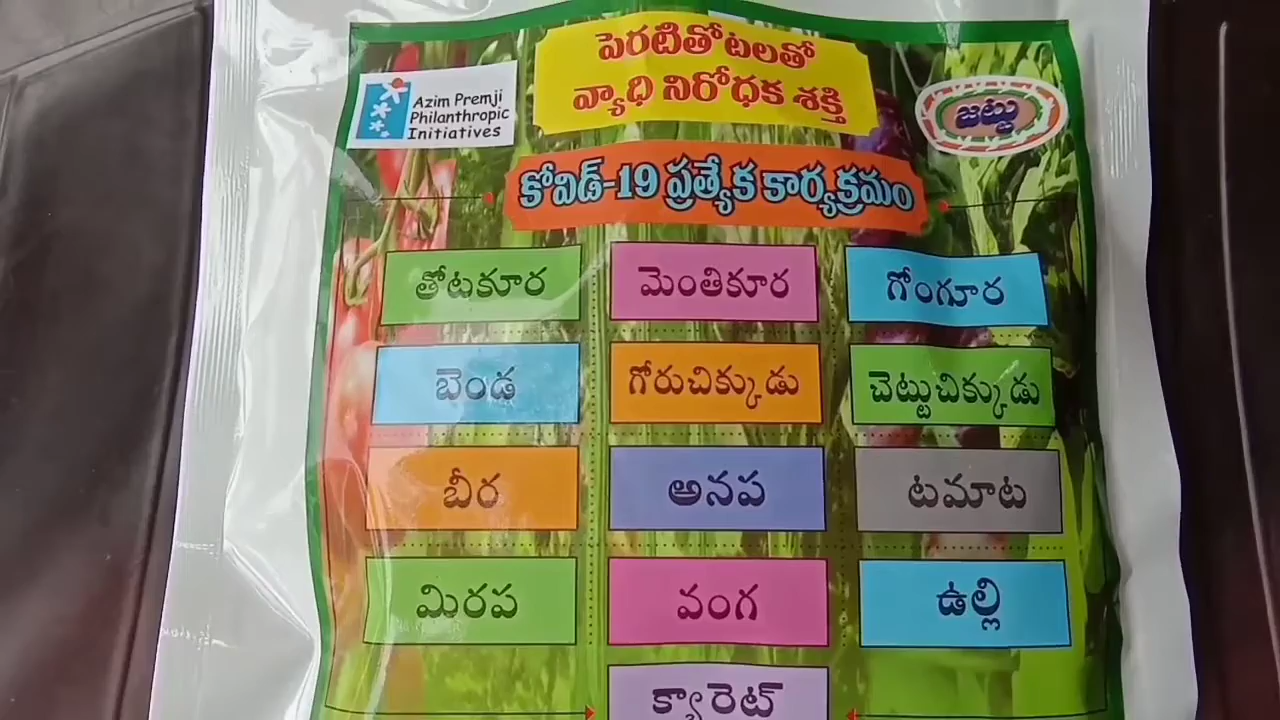 పెరటితోటలతో
వ్యాధి నిరోధక శక్తి
Azim Premji
Philanthropic
Initiatives
జట్టు
కోవిడ్-19 ప్రత్యేక కార్యక్రమం
తోటకూర మెంతికూర గోంగూర
బెండ గోరుచిక్కుడు చెట్టుచిక్కుడు
బీర అనప టమాట
మిరప వంగ ఉల్లి
క్యారెట్